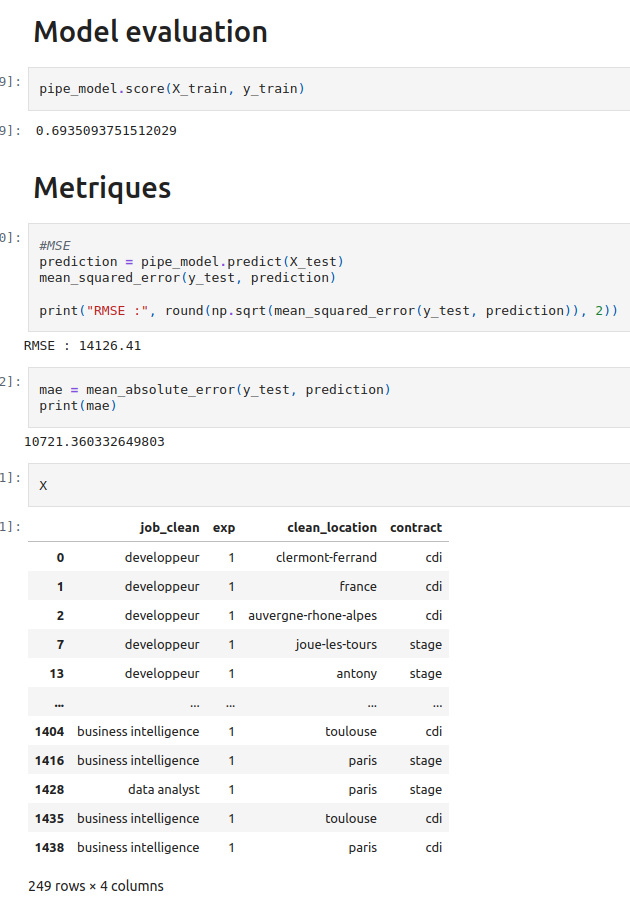 Model evaluation
9]:
pipe_model.score(X_train, y_train)
9]:
0.6935093751512029
Metriques
0]:
#MSE
prediction = pipe_model.predict(X_test)
mean_squared_error(y_test, prediction)
print("RMSE :", round(np.sqrt(mean_squared_error(y_test, prediction)), 2))
RMSE : 14126.41
2]:
mae = mean_absolute_error(y_test, prediction)
print(mae)
10721.360332649803
1]:
X
1]:
job_clean exp clean_location contract
0 developpeur 1 clermont-ferrand cdi
1 developpeur 1 france cdi
2 developpeur 1 auvergne-rhone-alpes cdi
7 developpeur 1 joue-les-tours stage
13 developpeur 1 antony stage
... ... ... ... ...
1404 business intelligence 1 toulouse cdi
1416 business intelligence 1 paris stage
1428 data analyst 1 paris stage
1435 business intelligence 1 toulouse cdi
1438 business intelligence 1 paris cdi
249 rows × 4 columns